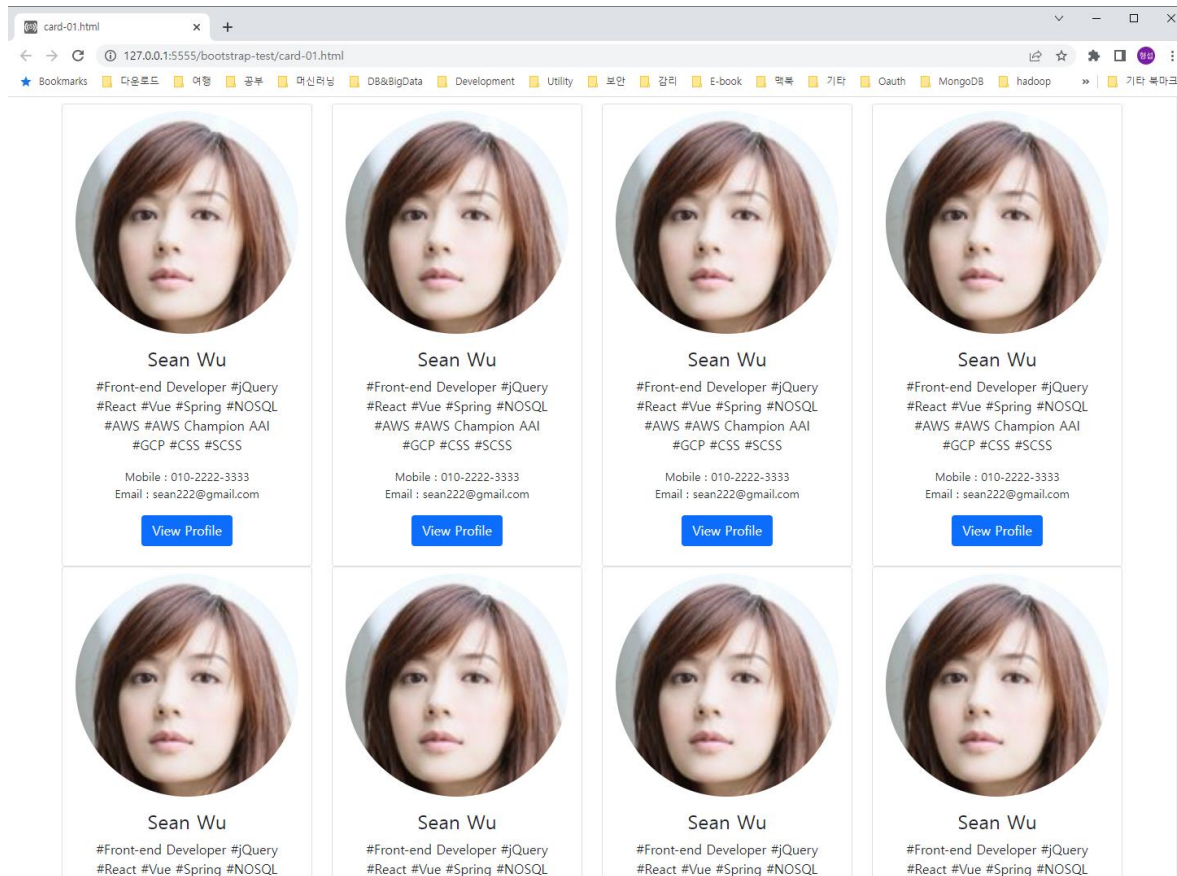 card-01.html
127.0.0.1:5555/bootstrap-test/card-01.html
Bookmarks 다운로드 여행 공부 머신러닝 DB&BigData Development Utility 보안 감리 E-book 맥북 기타 Oauth MongoDB hadoop » 기타 북마크
Sean Wu Sean Wu Sean Wu Sean Wu
#Front-end Developer #jQuery #Front-end Developer #jQuery #Front-end Developer #jQuery #Front-end Developer #jQuery
#React #Vue #Spring #NOSQL #React #Vue #Spring #NOSQL #React #Vue #Spring #NOSQL #React #Vue #Spring #NOSQL
#AWS #AWS Champion AAI #AWS #AWS Champion AAI #AWS #AWS Champion AAI #AWS #AWS Champion AAI
#GCP #CSS #SCSS #GCP #CSS #SCSS #GCP #CSS #SCSS #GCP #CSS #SCSS
Mobile : 010-2222-3333 Mobile : 010-2222-3333 Mobile : 010-2222-3333 Mobile : 010-2222-3333
Email : sean222@gmail.com Email : sean222@gmail.com Email : sean222@gmail.com Email : sean222@gmail.com
View Profile View Profile View Profile View Profile
Sean Wu Sean Wu Sean Wu Sean Wu
#Front-end Developer #jQuery #Front-end Developer #jQuery #Front-end Developer #jQuery #Front-end Developer #jQuery
#React #Vue #Spring #NOSQL #React #Vue #Spring #NOSQL #React #Vue #Spring #NOSQL #React #Vue #Spring #NOSQL